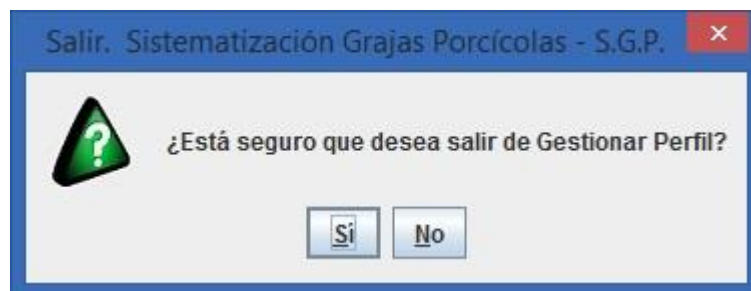 Salir. Sistematización Grajas Porcícolas - S.G.P.
¿Está seguro que desea salir de Gestionar Perfil?
Sí No